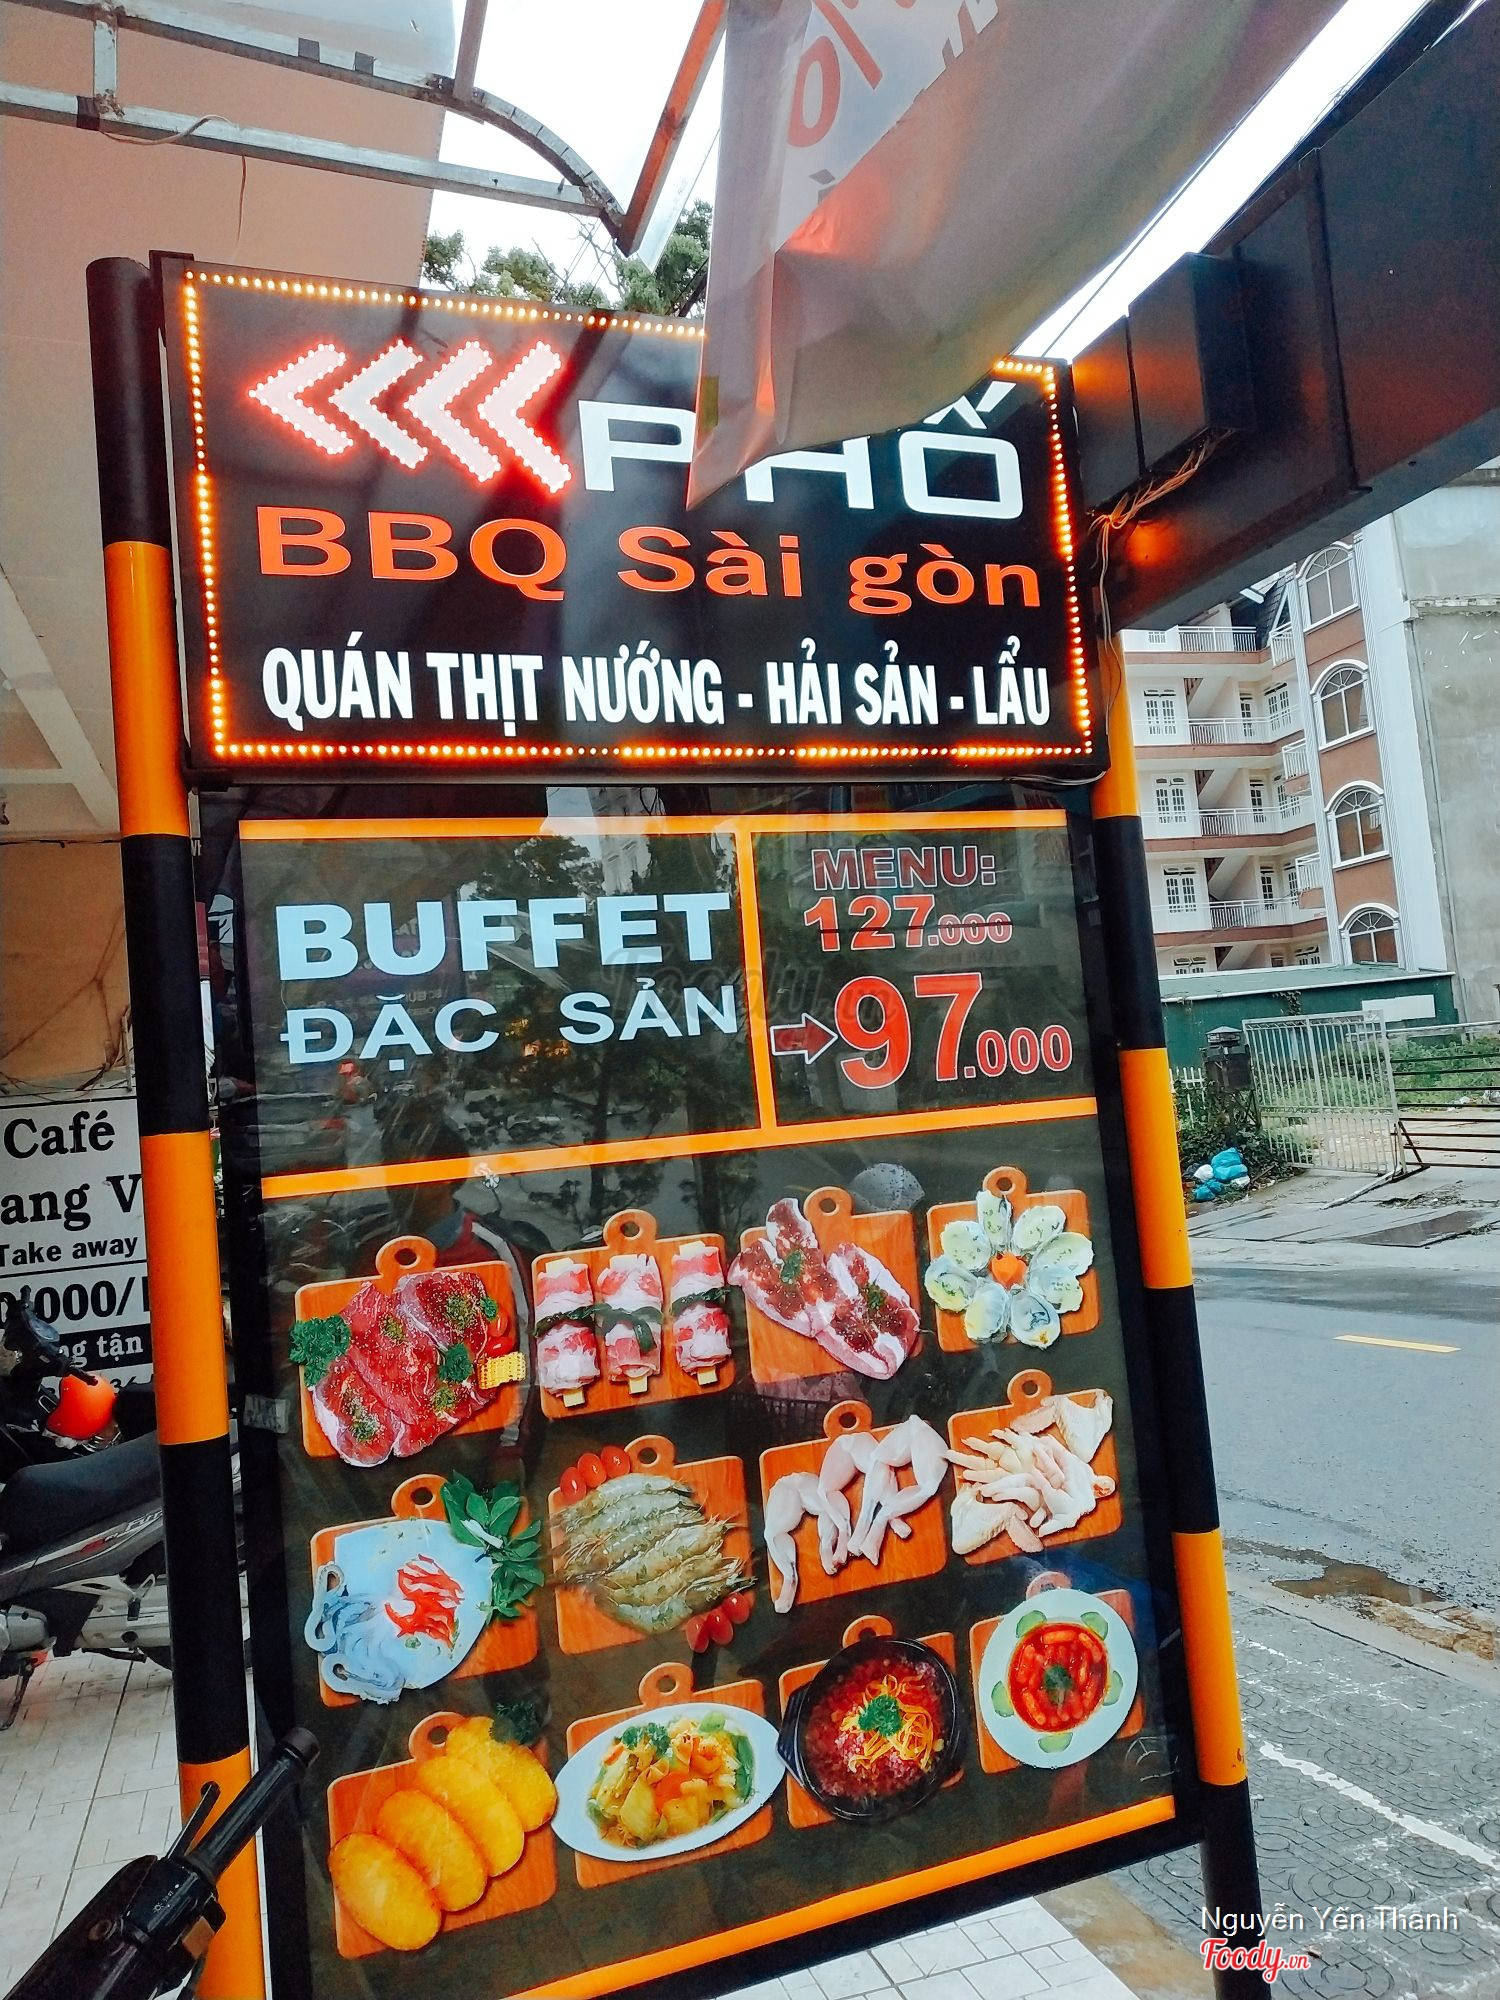 PHỐ
BBQ Sài gòn
QUÁN THỊT NƯỚNG - HẢI SẢN - LẨU
BUFFET
ĐẶC SẢN
MENU:
127.000
97.000
Café
Take away
Nguyễn Yến Thanh
Foody.vn